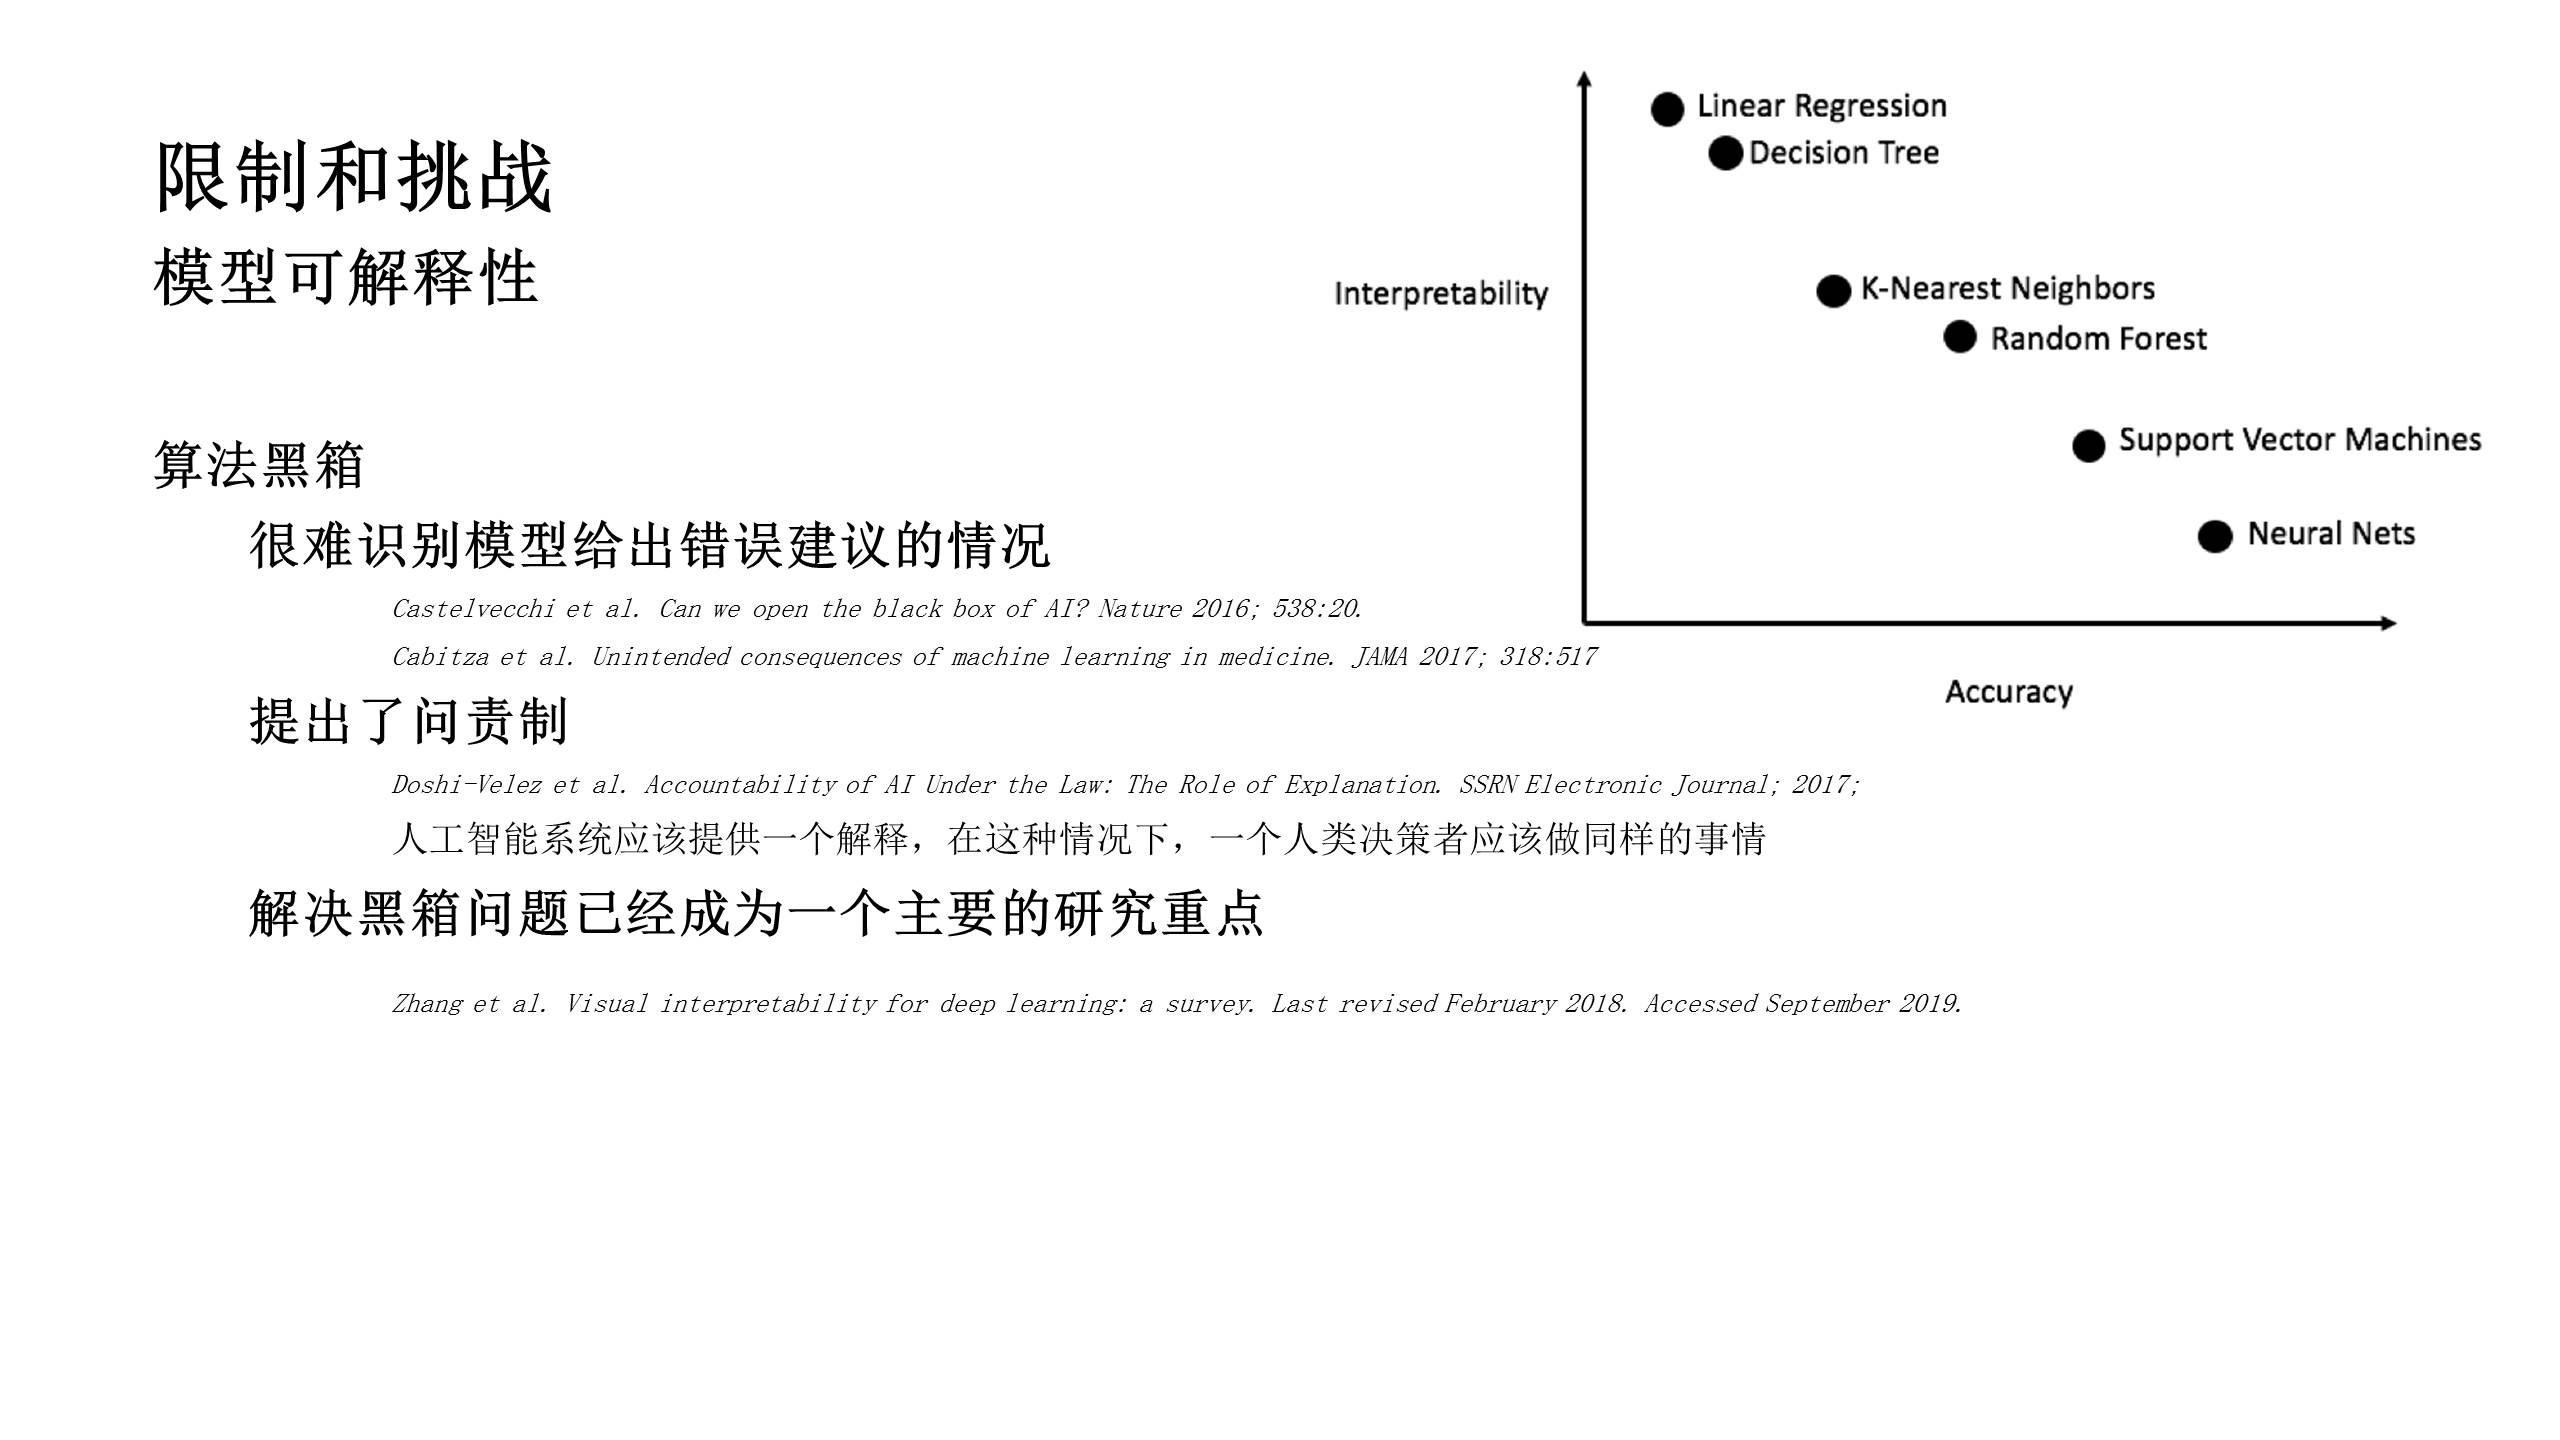 限制和挑战
模型可解释性
算法黑箱
很难识别模型给出错误建议的情况
Castelvecchi et al. Can we open the black box of AI? Nature 2016; 538:20.
Cabitza et al. Unintended consequences of machine learning in medicine. JAMA 2017; 318:517
提出了问责制
Doshi-Velez et al. Accountability of AI Under the Law: The Role of Explanation. SSRN Electronic Journal; 2017;
人工智能系统应该提供一个解释，在这种情况下，一个人类决策者应该做同样的事情
解决黑箱问题已经成为一个主要的研究重点
Zhang et al. Visual interpretability for deep learning: a survey. Last revised February 2018. Accessed September 2019.
Linear Regression
Decision Tree
Interpretability
K-Nearest Neighbors
Random Forest
Support Vector Machines
Neural Nets
Accuracy